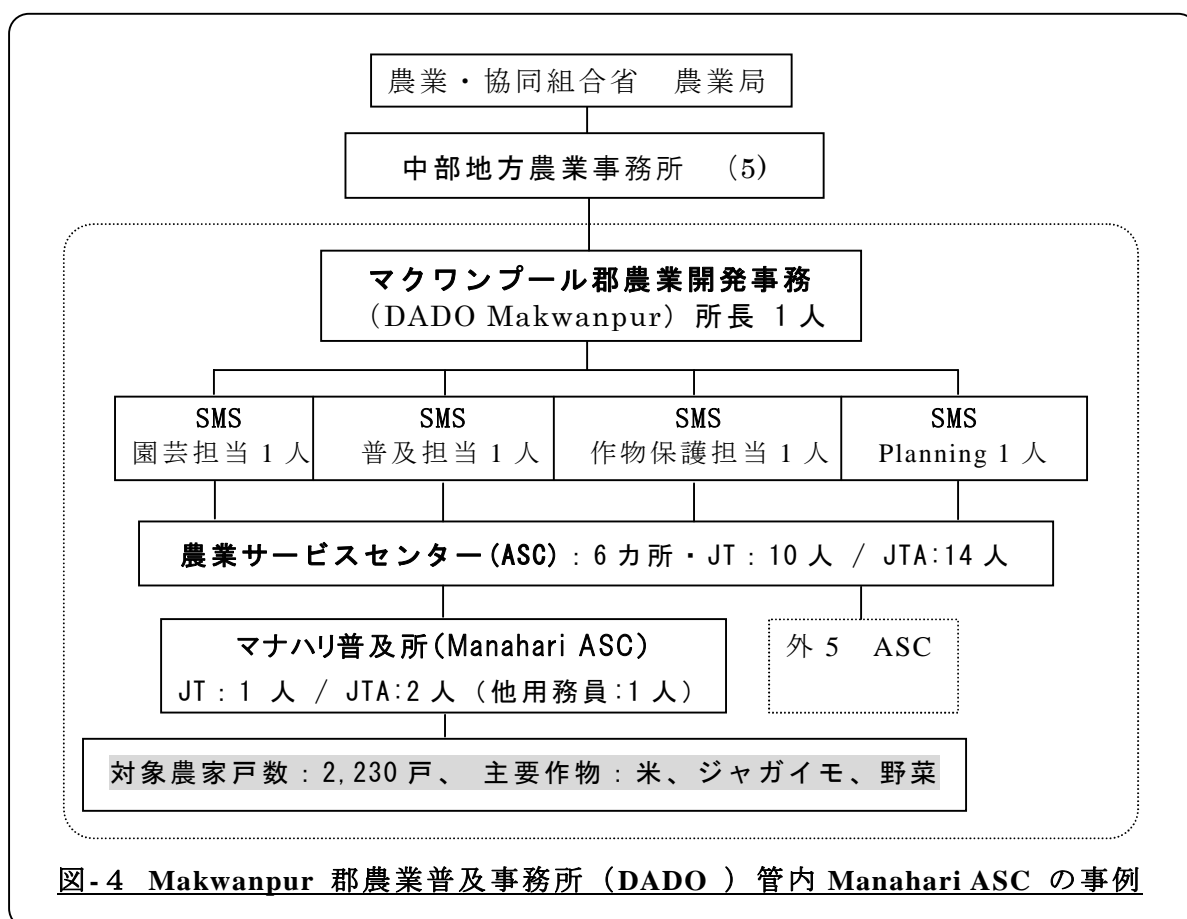 農業・協同組合省　農業局
中部地方農業事務所　（5）
マクワンプール郡農業開発事務
（DADO Makwanpur）所長 1人
SMS
園芸担当 1 人
SMS
普及担当 1 人
SMS
作物保護担当 1 人
SMS
Planning 1 人
農業サービスセンター(ASC)：6カ所・JT：10人 / JTA:14人
マナハリ普及所(Manahari ASC)
JT：1 人 / JTA:2人（他用務員:1人）
外 5　ASC
対象農家戸数：2,230戸、 主要作物：米、ジャガイモ、野菜
図-４ Makwanpur 郡農業普及事務所（DADO ）管内 Manahari ASC の事例